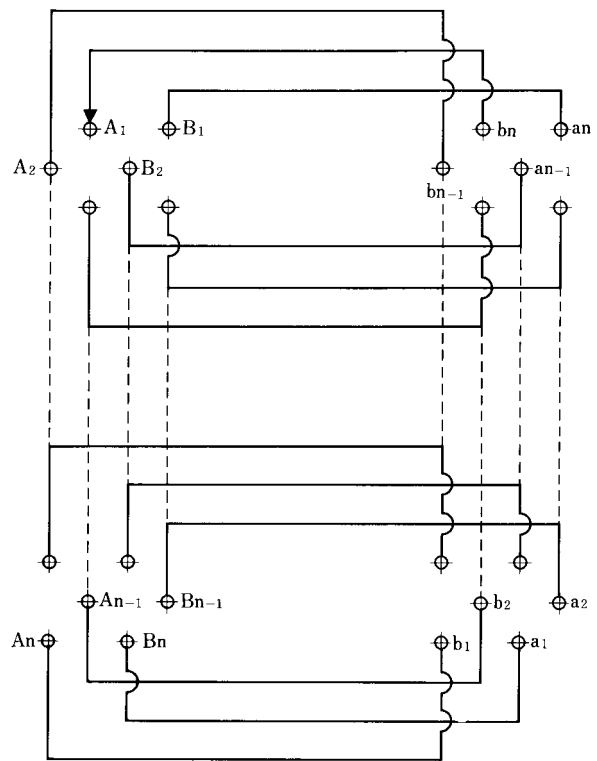 A₁ B₁ bn an
A₂ B₂ bn₋₁ an₋₁
An₋₁ Bn₋₁ b₂ a₂
An Bn b₁ a₁